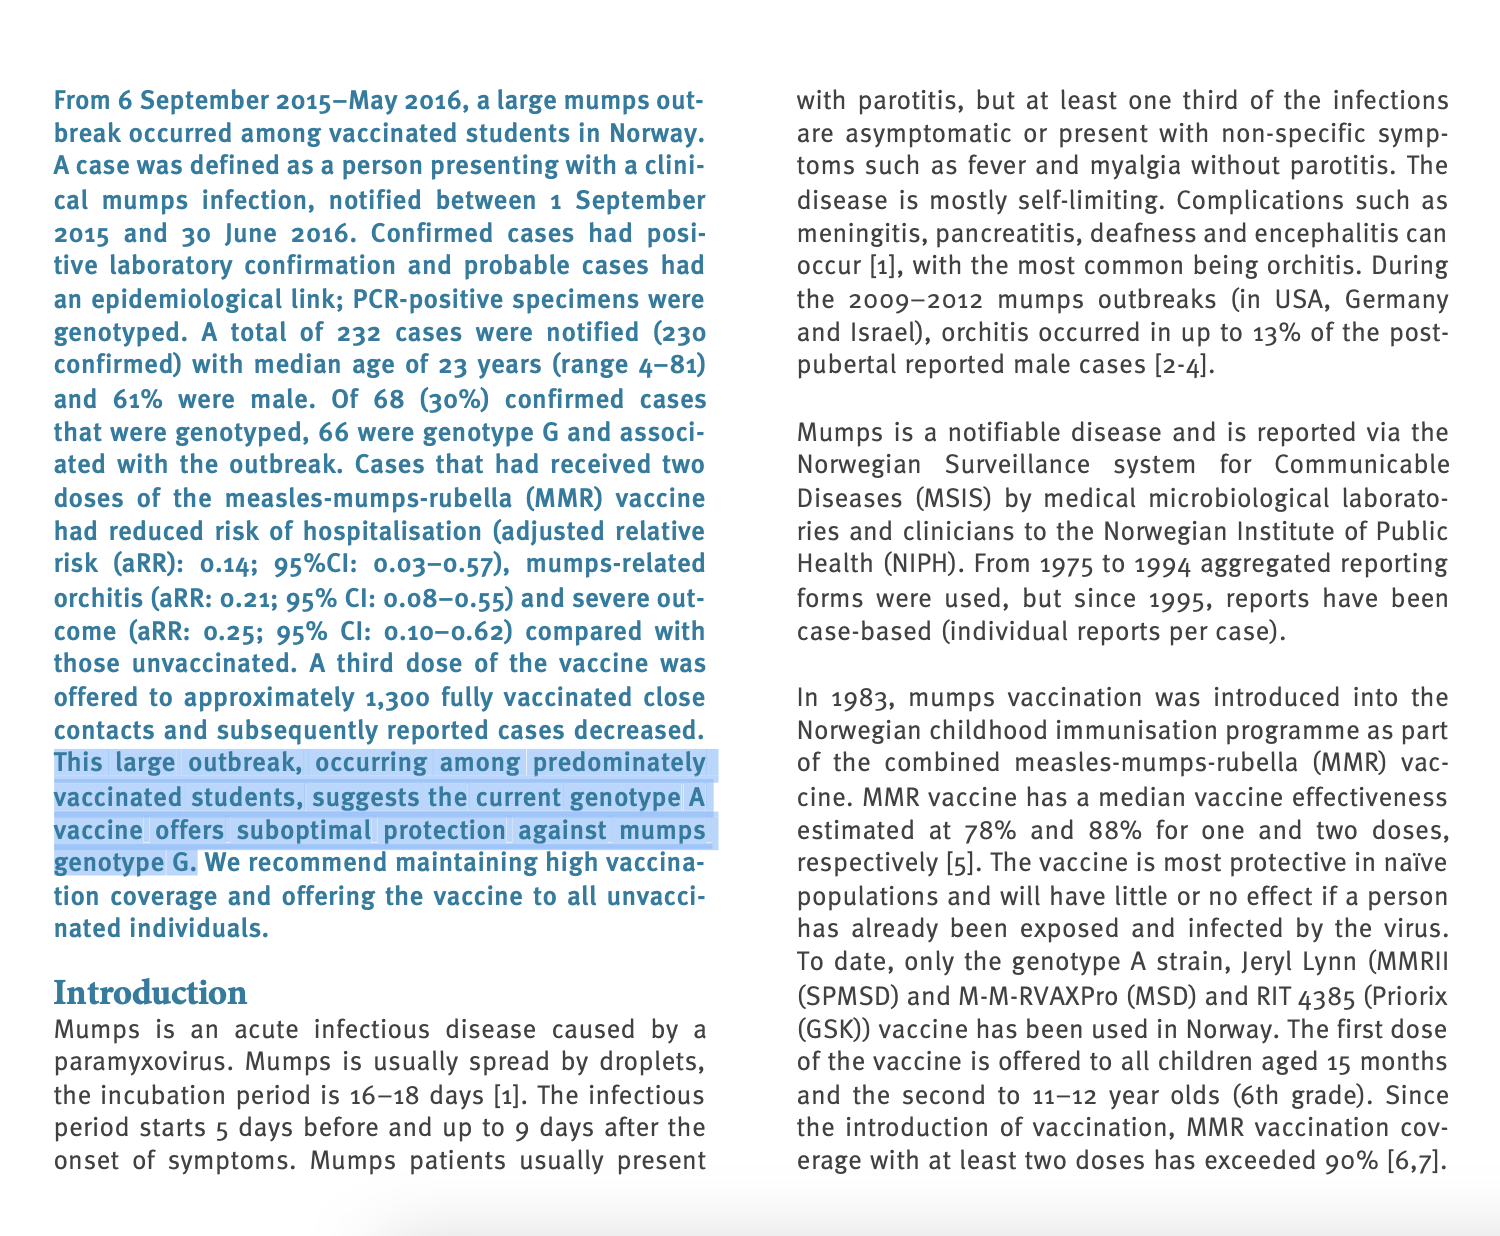 From 6 September 2015–May 2016, a large mumps out-
break occurred among vaccinated students in Norway.
A case was defined as a person presenting with a clini-
cal mumps infection, notified between 1 September
2015 and 30 June 2016. Confirmed cases had posi-
tive laboratory confirmation and probable cases had
an epidemiological link; PCR-positive specimens were
genotyped. A total of 232 cases were notified (230
confirmed) with median age of 23 years (range 4–81)
and 61% were male. Of 68 (30%) confirmed cases
that were genotyped, 66 were genotype G and associ-
ated with the outbreak. Cases that had received two
doses of the measles-mumps-rubella (MMR) vaccine
had reduced risk of hospitalisation (adjusted relative
risk (aRR): 0.14; 95%CI: 0.03–0.57), mumps-related
orchitis (aRR: 0.21; 95% CI: 0.08–0.55) and severe out-
come (aRR: 0.25; 95% CI: 0.10–0.62) compared with
those unvaccinated. A third dose of the vaccine was
offered to approximately 1,300 fully vaccinated close
contacts and subsequently reported cases decreased.
This large outbreak, occurring among predominately
vaccinated students, suggests the current genotype A
vaccine offers suboptimal protection against mumps
genotype G. We recommend maintaining high vaccina-
tion coverage and offering the vaccine to all unvacci-
nated individuals.
Introduction
Mumps is an acute infectious disease caused by a
paramyxovirus. Mumps is usually spread by droplets,
the incubation period is 16–18 days [1]. The infectious
period starts 5 days before and up to 9 days after the
onset of symptoms. Mumps patients usually present
with parotitis, but at least one third of the infections
are asymptomatic or present with non-specific symp-
toms such as fever and myalgia without parotitis. The
disease is mostly self-limiting. Complications such as
meningitis, pancreatitis, deafness and encephalitis can
occur [1], with the most common being orchitis. During
the 2009–2012 mumps outbreaks (in USA, Germany
and Israel), orchitis occurred in up to 13% of the post-
pubertal reported male cases [2-4].
Mumps is a notifiable disease and is reported via the
Norwegian Surveillance system for Communicable
Diseases (MSIS) by medical microbiological laborato-
ries and clinicians to the Norwegian Institute of Public
Health (NIPH). From 1975 to 1994 aggregated reporting
forms were used, but since 1995, reports have been
case-based (individual reports per case).
In 1983, mumps vaccination was introduced into the
Norwegian childhood immunisation programme as part
of the combined measles-mumps-rubella (MMR) vac-
cine. MMR vaccine has a median vaccine effectiveness
estimated at 78% and 88% for one and two doses,
respectively [5]. The vaccine is most protective in naïve
populations and will have little or no effect if a person
has already been exposed and infected by the virus.
To date, only the genotype A strain, Jeryl Lynn (MMRII
(SPMSD) and M-M-RVAXPro (MSD) and RIT 4385 (Priorix
(GSK)) vaccine has been used in Norway. The first dose
of the vaccine is offered to all children aged 15 months
and the second to 11–12 year olds (6th grade). Since
the introduction of vaccination, MMR vaccination cov-
erage with at least two doses has exceeded 90% [6,7].